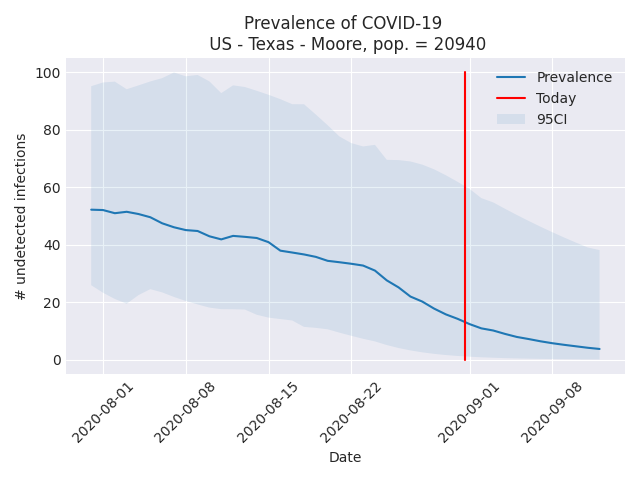 Prevalence of COVID-19
US - Texas - Moore, pop. = 20940
# undetected infections
100
80
60
40
20
0
Prevalence
Today
95CI
2020-08-01
2020-08-08
2020-08-15
2020-08-22
2020-09-01
2020-09-08
Date